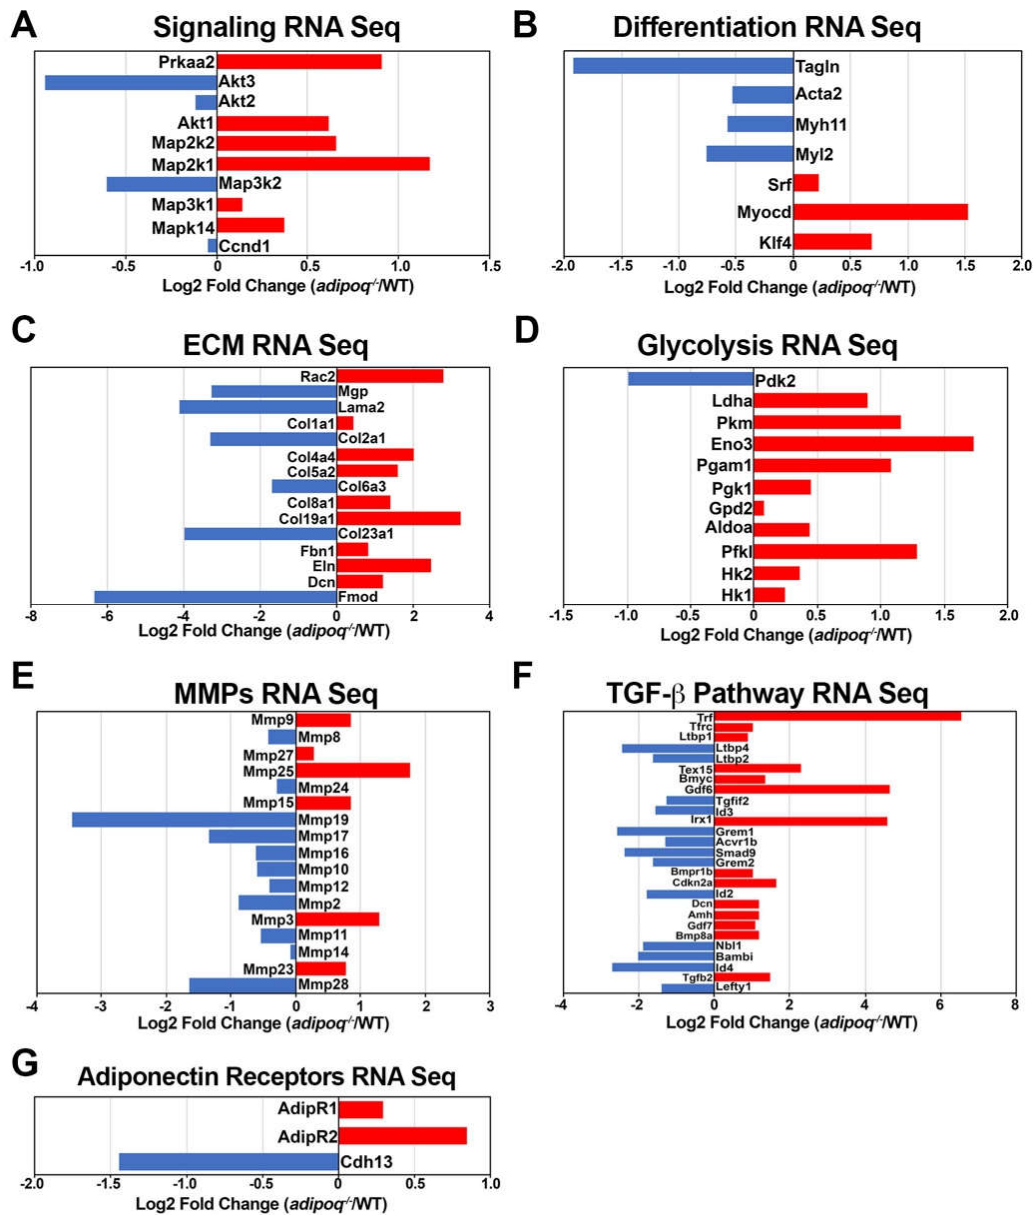 A
Signaling RNA Seq
Prkaa2
Akt3
Akt2
Akt1
Map2k2
Map2k1
Map3k2
Map3k1
Mapk14
Ccnd1
-1.0 -0.5 0 0.5 1.0 1.5
Log2 Fold Change (adipoq-/-/WT)
B
Differentiation RNA Seq
Tagln
Acta2
Myh11
Myl2
Srf
Myocd
Klf4
-2.0 -1.5 -1.0 -0.5 0 0.5 1.0 1.5 2.0
Log2 Fold Change (adipoq-/-/WT)
C
ECM RNA Seq
Rac2
Mgp
Lama2
Col1a1
Col2a1
Col4a4
Col5a2
Col6a3
Col8a1
Col19a1
Col23a1
Fbn1
Eln
Dcn
Fmod
-8 -6 -4 -2 0 2 4
Log2 Fold Change (adipoq-/-/WT)
D
Glycolysis RNA Seq
Pdk2
Ldha
Pkm
Eno3
Pgam1
Pgk1
Gpd2
Aldoa
Pfkl
Hk2
Hk1
-1.5 -1.0 -0.5 0 0.5 1.0 1.5 2.0
Log2 Fold Change (adipoq-/-/WT)
E
MMPs RNA Seq
Mmp9
Mmp8
Mmp27
Mmp25
Mmp24
Mmp15
Mmp19
Mmp17
Mmp16
Mmp10
Mmp12
Mmp2
Mmp3
Mmp11
Mmp14
Mmp23
Mmp28
-4 -3 -2 -1 0 1 2 3
Log2 Fold Change (adipoq-/-/WT)
F
TGF-β Pathway RNA Seq
Trf
Tfrc
Ltbp1
Ltbp4
Ltbp2
Tex15
Bmyc
Gdf6
Tgfif2
Id3
Irx1
Grem1
Acvr1b
Smad9
Grem2
Bmpr1b
Cdkn2a
Id2
Dcn
Amh
Gdf7
Bmp8a
Nbl1
Bambi
Id4
Tgfb2
Lefty1
-4 -2 0 2 4 6 8
Log2 Fold Change (adipoq-/-/WT)
G
Adiponectin Receptors RNA Seq
AdipR1
AdipR2
Cdh13
-2.0 -1.5 -1.0 -0.5 0 0.5 1.0
Log2 Fold Change (adipoq-/-/WT)